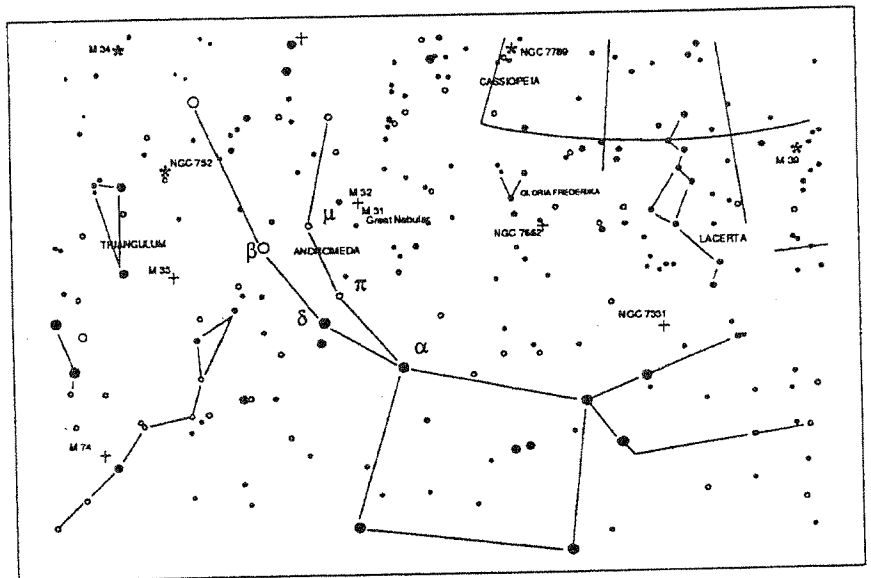 M 34
NGC 7789
CASSIOPEIA
M 39
NGC 752
M 32
M 31
Great Nebular
GLORIA FREDERIKA
μ
NGC 7662
LACERTA
TRIANGULUM
β
ANDROMEDA
M 33
π
δ
NGC 7331
α
M 74